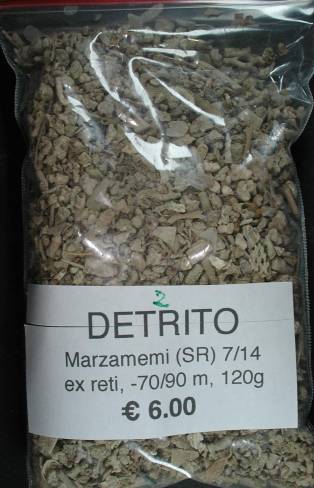 2
DETRITO
Marzamemi (SR) 7/14
ex reti, -70/90 m, 120g
€ 6.00